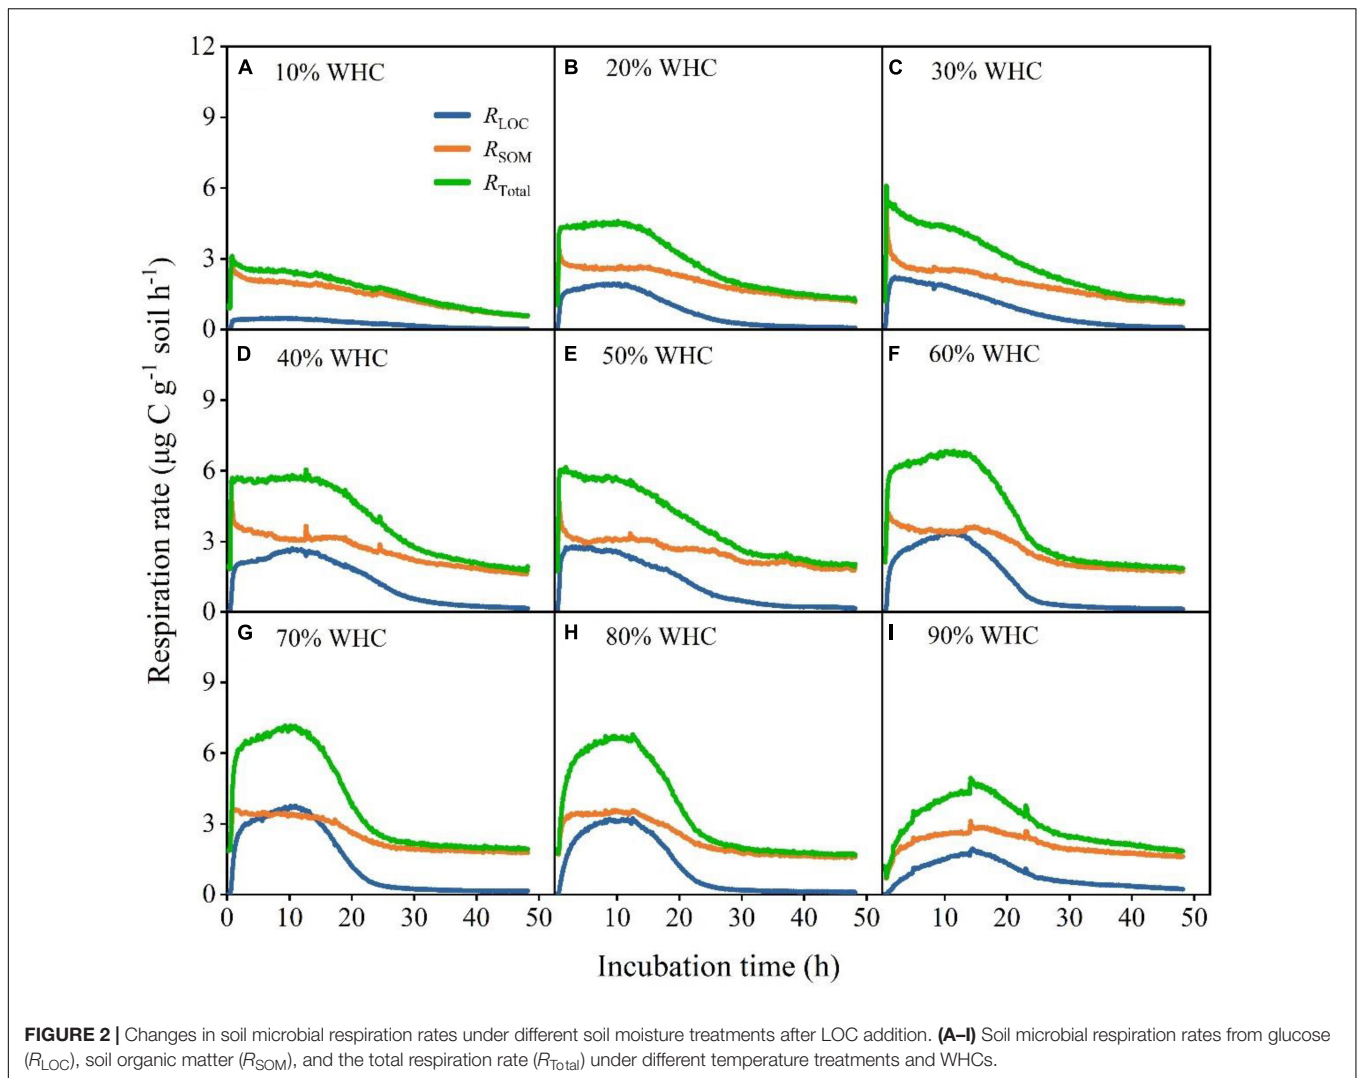 12
9
6
3
0
A
10% WHC
R_LOC
R_SOM
R_Total
B
20% WHC
C
30% WHC
9
6
3
0
D
40% WHC
E
50% WHC
F
60% WHC
9
6
3
0
G
70% WHC
H
80% WHC
I
90% WHC
0 10 20 30 40 50 10 20 30 40 50 10 20 30 40 50
Respiration rate (µg C g⁻¹ soil h⁻¹)
Incubation time (h)
FIGURE 2 | Changes in soil microbial respiration rates under different soil moisture treatments after LOC addition. (A–I) Soil microbial respiration rates from glucose
(R_LOC), soil organic matter (R_SOM), and the total respiration rate (R_Total) under different temperature treatments and WHCs.